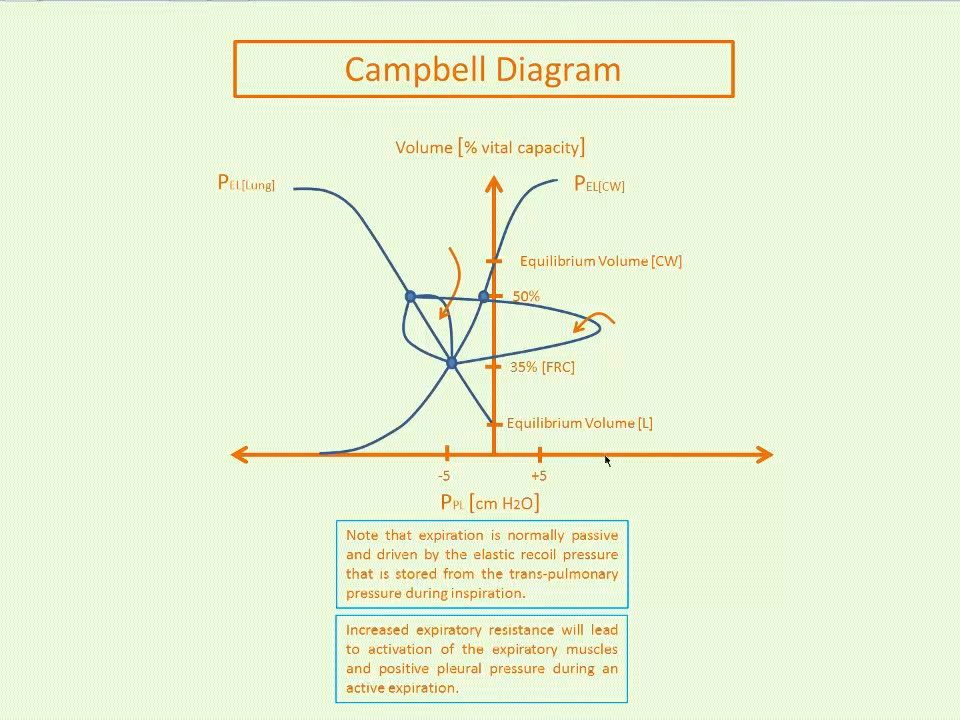 Campbell Diagram
Volume [% vital capacity]
PEL[Lung]
PEL[CW]
Equilibrium Volume [CW]
50%
35% [FRC]
Equilibrium Volume [L]
-5
+5
PPL [cm H2O]
Note that expiration is normally passive
and driven by the elastic recoil pressure
that is stored from the trans-pulmonary
pressure during inspiration.
Increased expiratory resistance will lead
to activation of the expiratory muscles
and positive pleural pressure during an
active expiration.